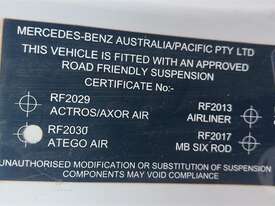 MERCEDES-BENZ AUSTRALIA/PACIFIC PTY LTD
THIS VEHICLE IS FITTED WITH AN APPROVED
ROAD FRIENDLY SUSPENSION
CERTIFICATE No:-
RF2029
ACTROS/AXOR AIR
RF2013
AIRLINER
RF2030
ATEGO AIR
RF2017
MB SIX ROD
UNAUTHORISED MODIFICATION OR SUBSTITUTION OF SUSPENSION
COMPONENTS MAY VOID COMPLIANCE